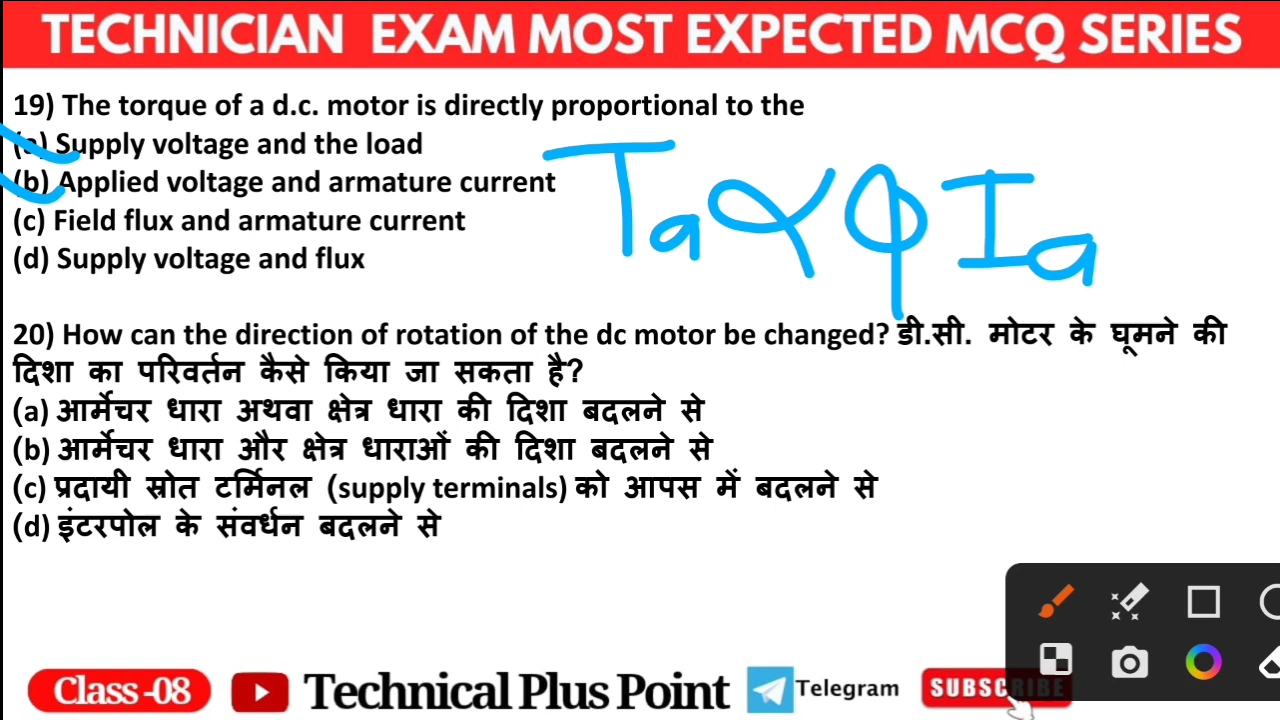 TECHNICIAN EXAM MOST EXPECTED MCQ SERIES
19) The torque of a d.c. motor is directly proportional to the
(a) Supply voltage and the load
(b) Applied voltage and armature current
(c) Field flux and armature current
(d) Supply voltage and flux
Ta ∝ ϕ Ia
20) How can the direction of rotation of the dc motor be changed? डी.सी. मोटर के घूमने की
दिशा का परिवर्तन कैसे किया जा सकता है?
(a) आर्मेचर धारा अथवा क्षेत्र धारा की दिशा बदलने से
(b) आर्मेचर धारा और क्षेत्र धाराओं की दिशा बदलने से
(c) प्रदायी स्रोत टर्मिनल (supply terminals) को आपस में बदलने से
(d) इंटरपोल के संवर्धन बदलने से
Class -08 Technical Plus Point Telegram SUBSCRIBE